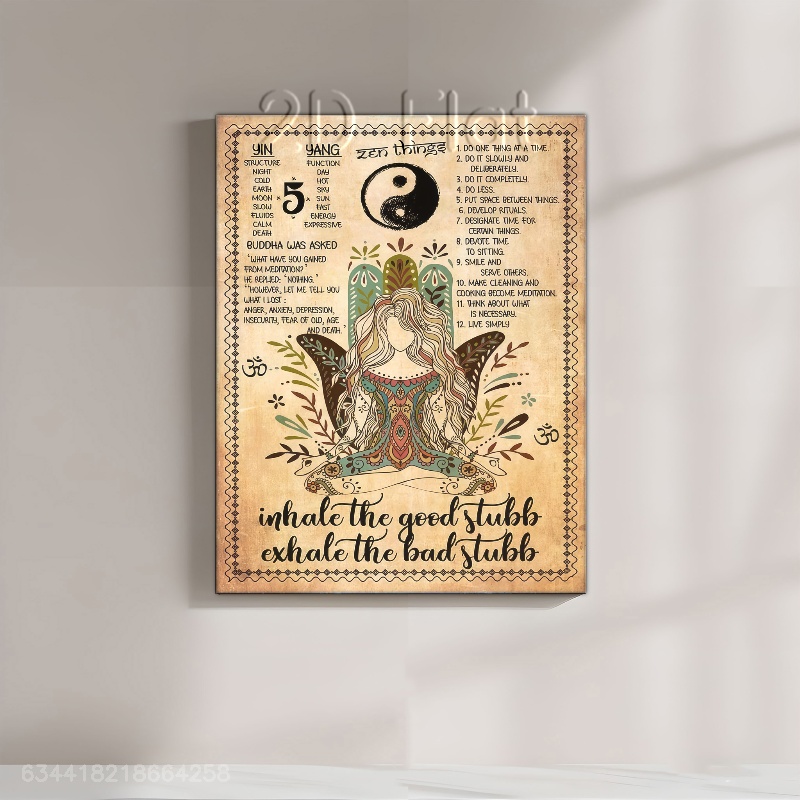 2D Flat
YIN
STRUCTURE
NIGHT
COLD
EARTH
MOON
SLOW
FLUIDS
CALM
DEATH
5
YANG
FUNCTION
DAY
HOT
SKY
SUN
FAST
ENERGY
EXPRESSIVE
zen things
BUDDHA WAS ASKED
"WHAT HAVE YOU GAINED
FROM MEDITATION?"
HE REPLIED: "NOTHING."
"HOWEVER, LET ME TELL YOU
WHAT I LOST :
ANGER, ANXIETY, DEPRESSION,
INSECURITY, FEAR OF OLD, AGE
AND DEATH."
1. DO ONE THING AT A TIME.
2. DO IT SLOWLY AND
DELIBERATELY.
3. DO IT COMPLETELY.
4. DO LESS.
5. PUT SPACE BETWEEN THINGS.
6. DEVELOP RITUALS.
7. DESIGNATE TIME FOR
CERTAIN THINGS.
8. DEVOTE TIME
TO SITTING.
9. SMILE AND
SERVE OTHERS.
10. MAKE CLEANING AND
COOKING BECOME MEDITATION.
11. THINK ABOUT WHAT
IS NECESSARY.
12. LIVE SIMPLY
ॐ
ॐ
inhale the good stubb
exhale the bad stubb
634418218664258